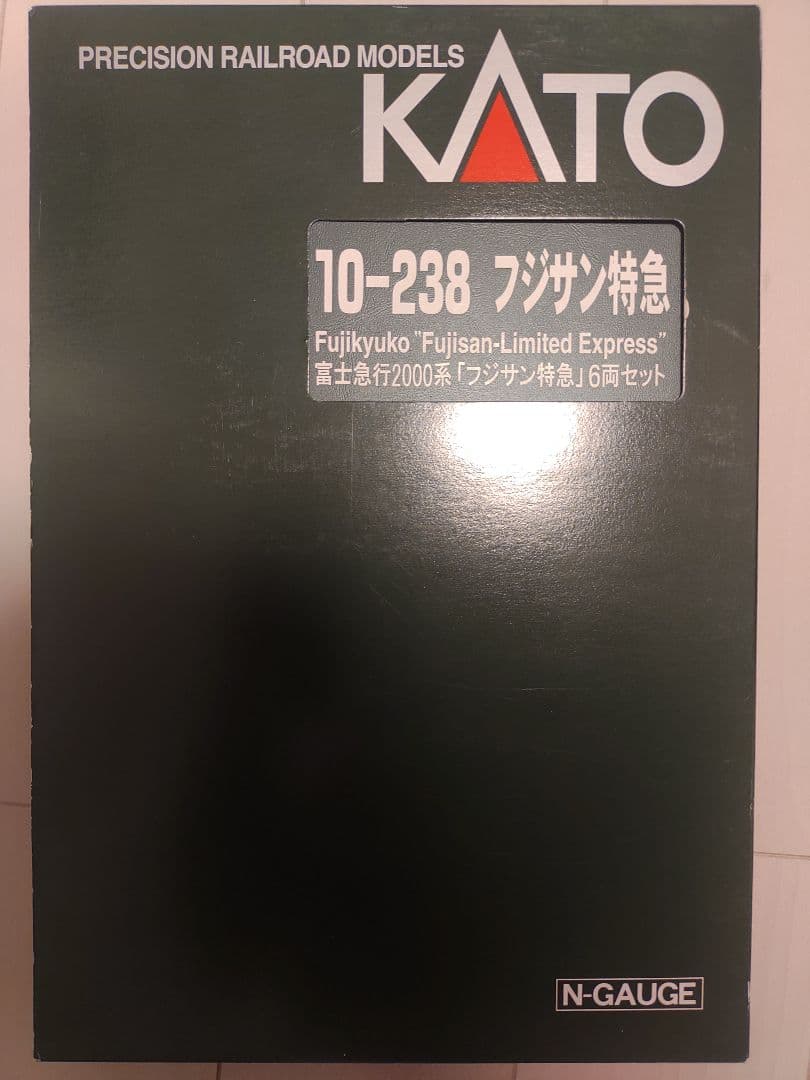 PRECISION RAILROAD MODELS
KATO
10-238 フジサン特急
Fujikyuko "Fujisan-Limited Express"
富士急行2000系「フジサン特急」6両セット
N-GAUGE